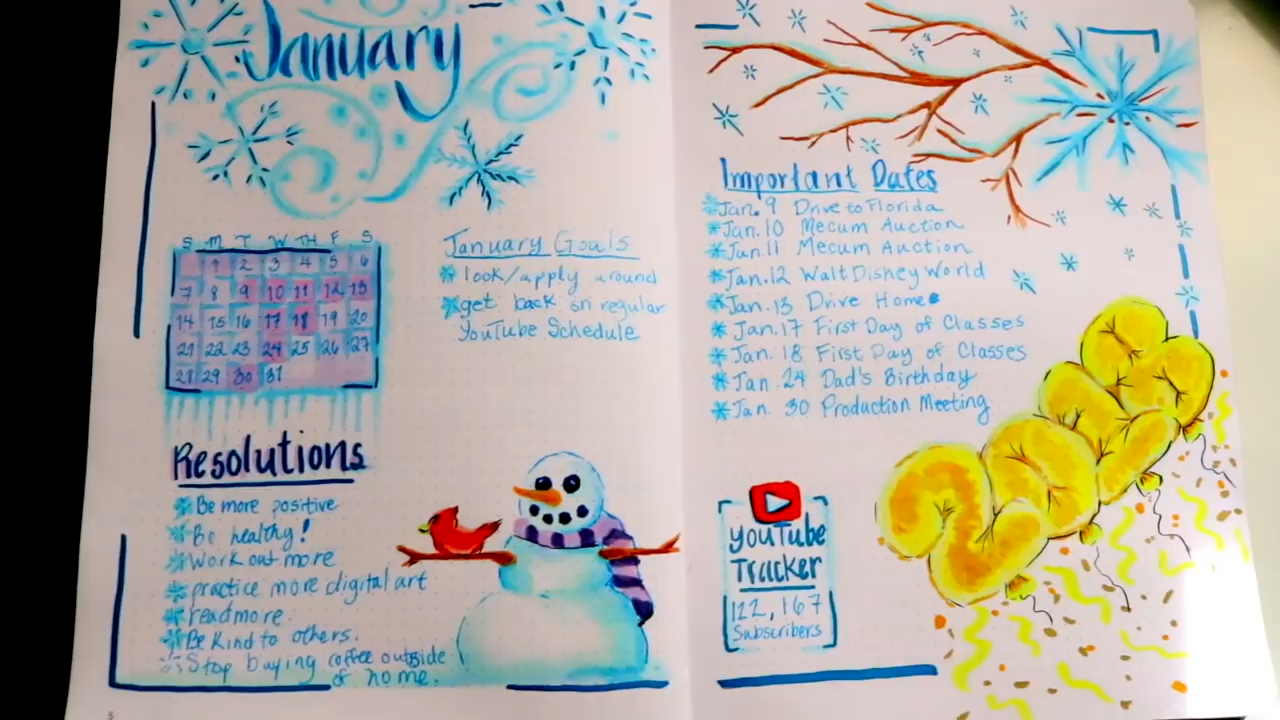 January
S M T W TH F S
1 2 3 4 5 6
7 8 9 10 11 12 13
14 15 16 17 18 19 20
21 22 23 24 25 26 27
28 29 30 31
January Goals
look/apply around
get back on regular
YouTube Schedule
Resolutions
Be more positive
Be healthy!
Work out more
practice more digital art
read more.
Be Kind to others.
Stop buying coffee outside
of home.
Important Dates
Jan. 9 Drive to Florida
Jan. 10 Mecum Auction
Jan. 11 Mecum Auction
Jan. 12 Walt Disney World
Jan. 13 Drive Home
Jan. 17 First Day of Classes
Jan. 18 First Day of Classes
Jan. 24 Dad's Birthday
Jan. 30 Production Meeting
YouTube
Tracker
122,167
Subscribers
2018
5